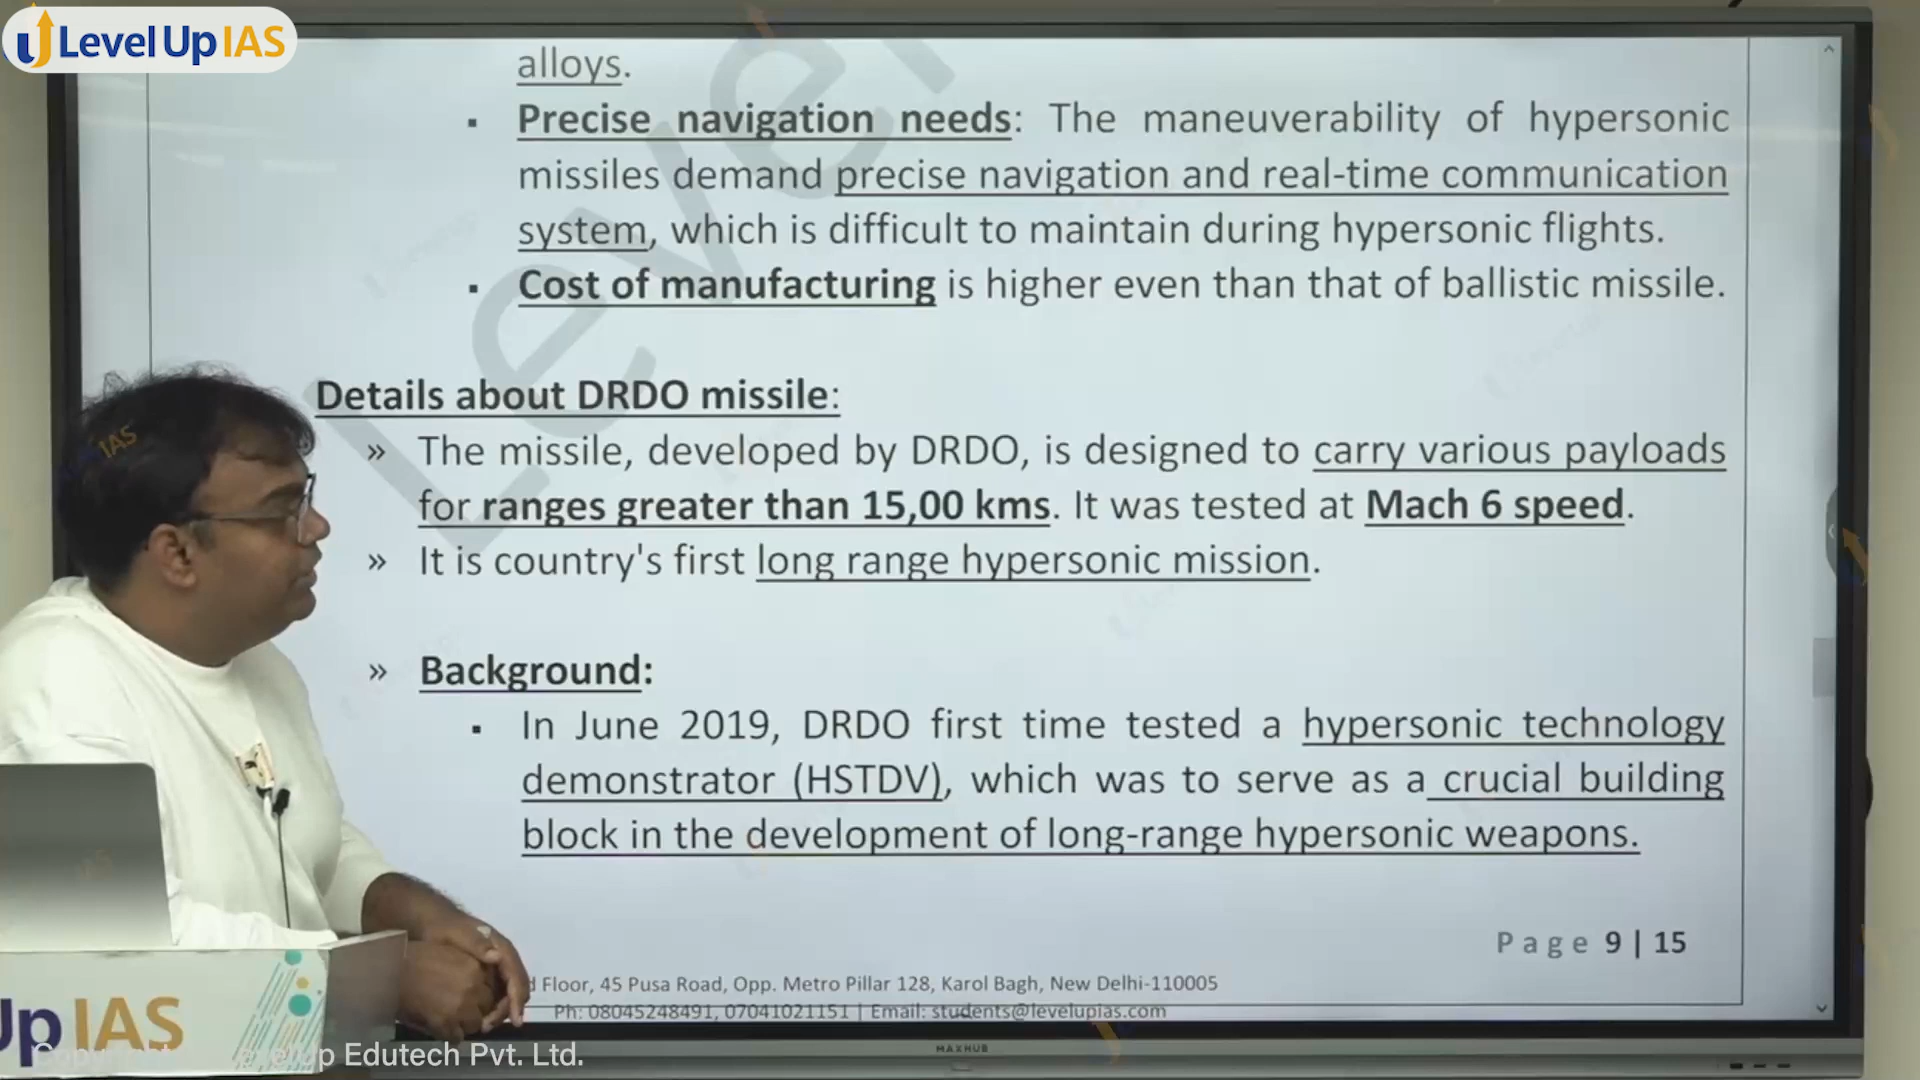 Level Up IAS
alloys.
▪ Precise navigation needs: The maneuverability of hypersonic
missiles demand precise navigation and real-time communication
system, which is difficult to maintain during hypersonic flights.
▪ Cost of manufacturing is higher even than that of ballistic missile.
Details about DRDO missile:
» The missile, developed by DRDO, is designed to carry various payloads
for ranges greater than 15,00 kms. It was tested at Mach 6 speed.
» It is country's first long range hypersonic mission.
» Background:
▪ In June 2019, DRDO first time tested a hypersonic technology
demonstrator (HSTDV), which was to serve as a crucial building
block in the development of long-range hypersonic weapons.
Page 9 | 15
Floor, 45 Pusa Road, Opp. Metro Pillar 128, Karol Bagh, New Delhi-110005
Ph: 08045248491, 07041021151 | Email: students@levelupias.com
MAXHUB
Up IAS
Edutech Pvt. Ltd.